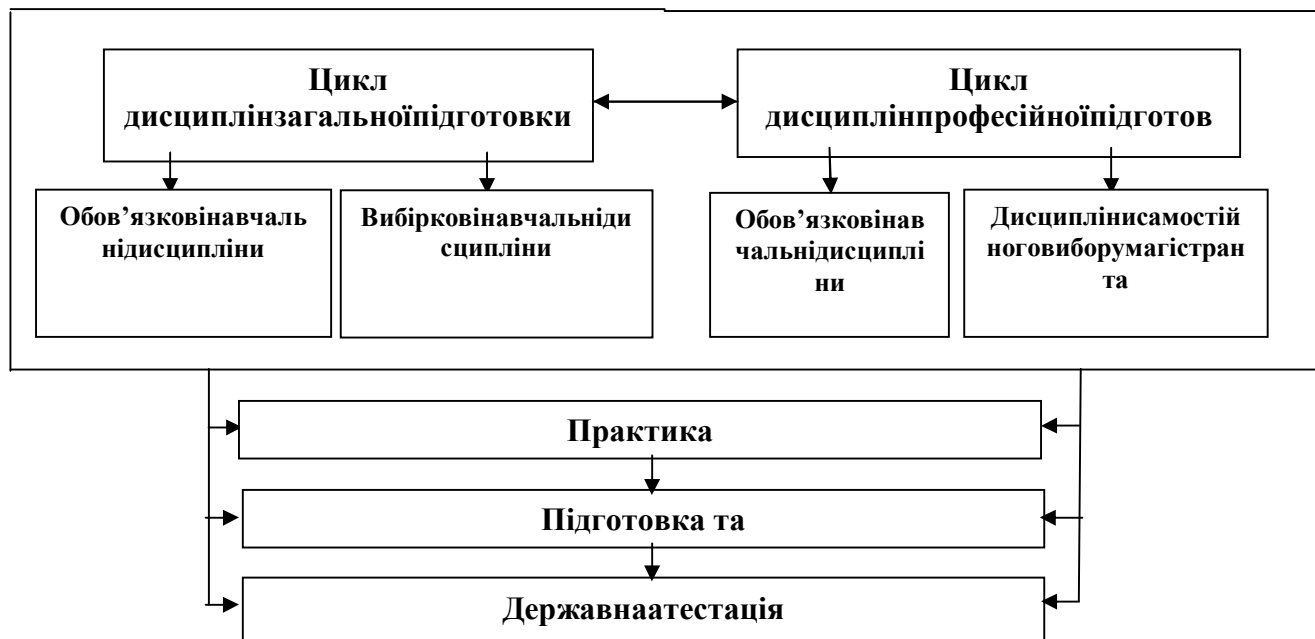 Цикл
дисциплінзагальноїпідготовки
Цикл
дисциплінпрофесійноїпідготов
Обов’язковінавчаль
нідисципліни
Вибірковінавчальніди
сципліни
Обов’язковінав
чальнідисциплі
ни
Дисциплінисамостій
ноговиборумагістран
та
Практика
Підготовка та
Державнаатестація